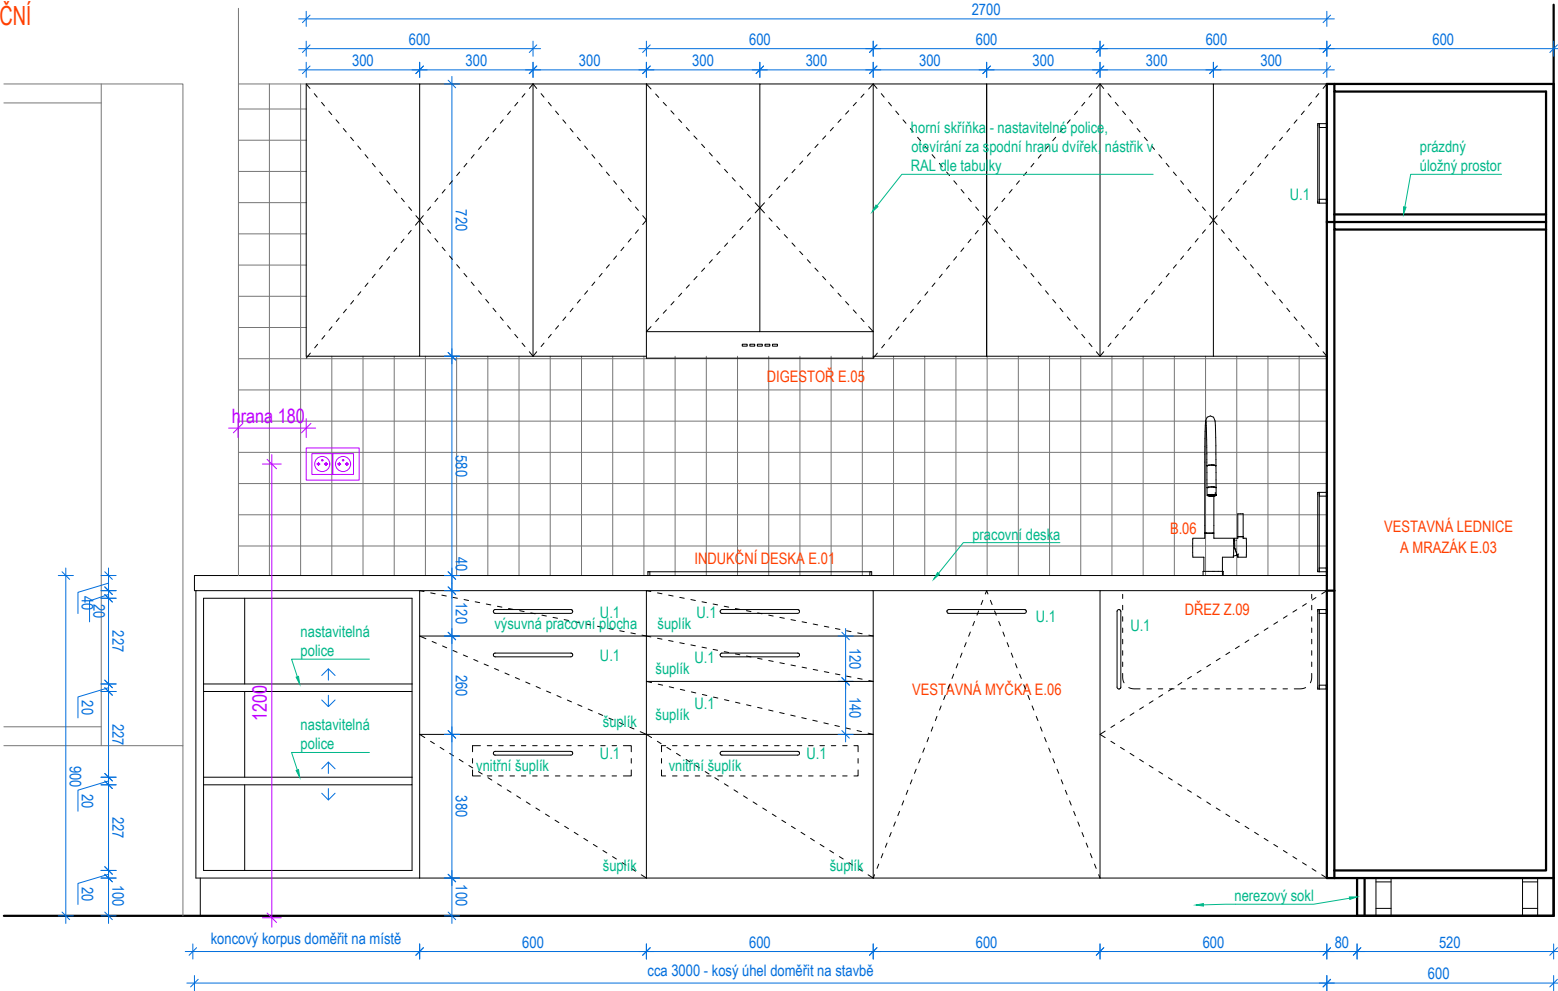 ČNÍ
2700
600
600
600
600
600
300
300
300
300
300
300
300
300
300
horní skříňka - nastavitelné police,
otevírání za spodní hranu dvířek, nástřik v
RAL dle tabulky
prázdný
úložný prostor
U.1
720
DIGESTOŘ E.05
hrana 180
580
B.06
VESTAVNÁ LEDNICE
A MRAZÁK E.03
pracovní deska
INDUKČNÍ DESKA E.01
40
40
20
120
U.1
výsuvná pracovní plocha
U.1
šuplík
U.1
DŘEZ Z.09
U.1
227
nastavitelná
police
U.1
U.1
šuplík
120
260
U.1
šuplík
140
VESTAVNÁ MYČKA E.06
1200
20
šuplík
227
nastavitelná
police
U.1
vnitřní šuplík
U.1
vnitřní šuplík
900
20
380
227
šuplík
šuplík
20
100
100
nerezový sokl
koncový korpus doměřit na místě
600
600
600
600
80
520
cca 3000 - kosý úhel doměřit na stavbě
600